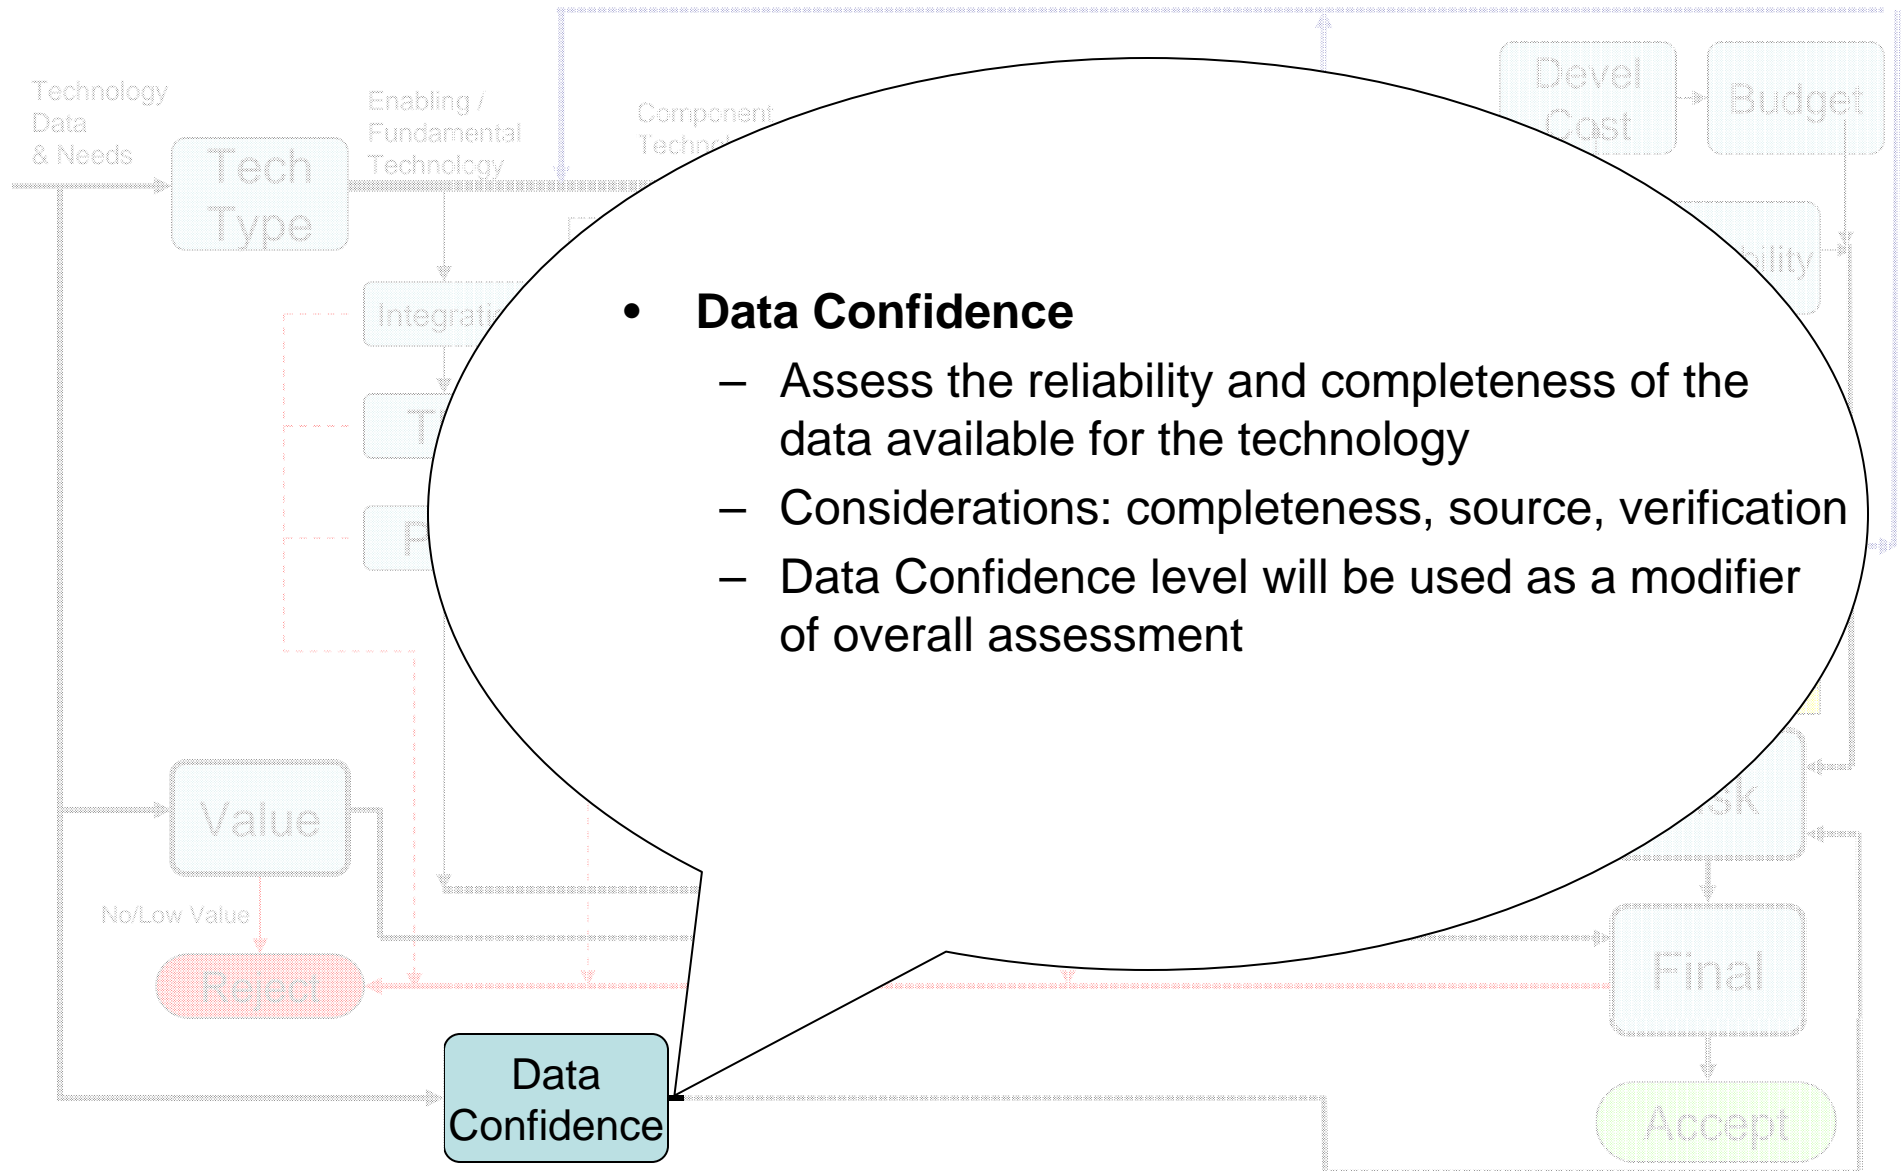 Technology
Data
& Needs
Tech
Type
Enabling /
Fundamental
Technology
Component
Devel
Cost
Budget
• Data Confidence
– Assess the reliability and completeness of the
data available for the technology
– Considerations: completeness, source, verification
– Data Confidence level will be used as a modifier
of overall assessment
Value
No/Low Value
Reject
Final
Data
Confidence
Accept